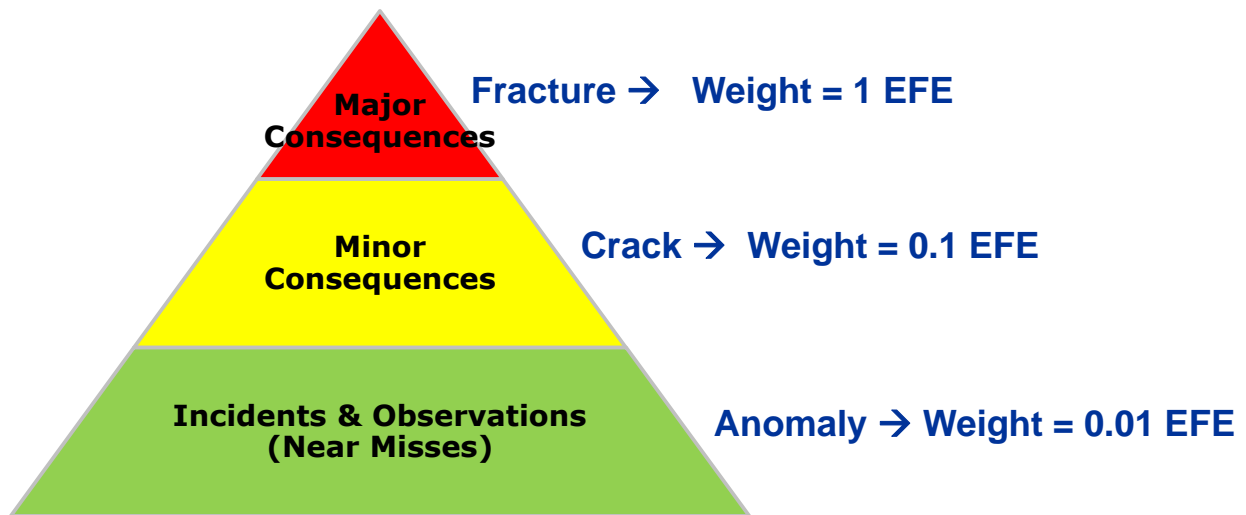 Major
Consequences
Fracture → Weight = 1 EFE
Minor
Consequences
Crack → Weight = 0.1 EFE
Incidents & Observations
(Near Misses)
Anomaly → Weight = 0.01 EFE